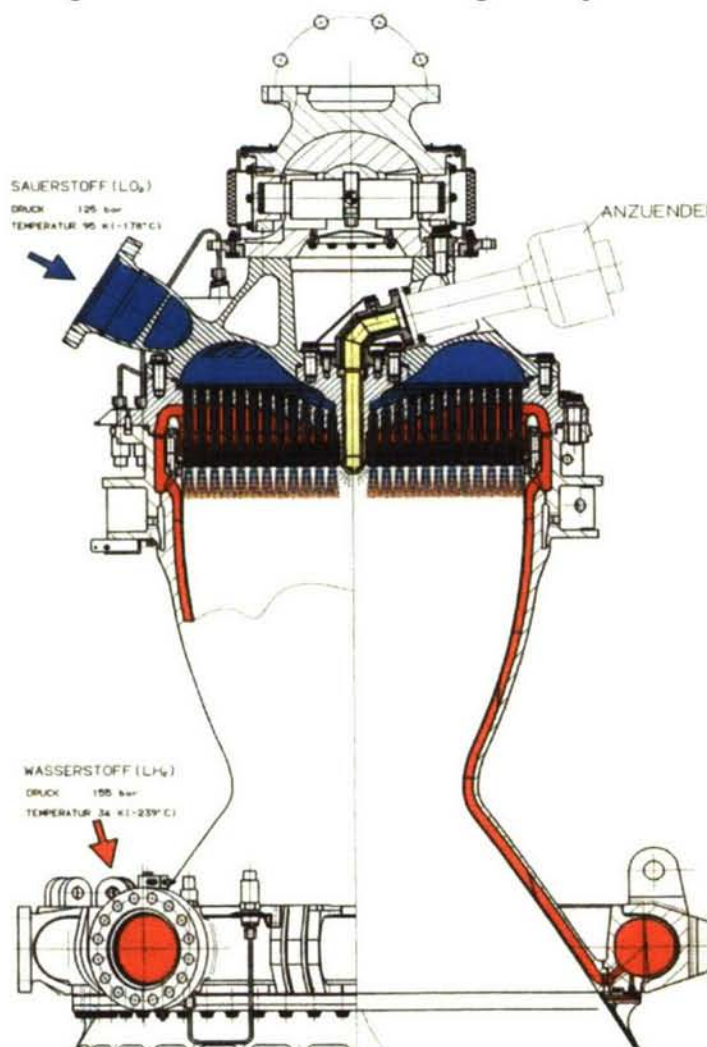 SAUERSTOFF (LO₂)
DRUCK 125 bar
TEMPERATUR 95 K (-178°C)
ANZUENDER
WASSERSTOFF (LH₂)
DRUCK 155 bar
TEMPERATUR 34 K (-239°C)